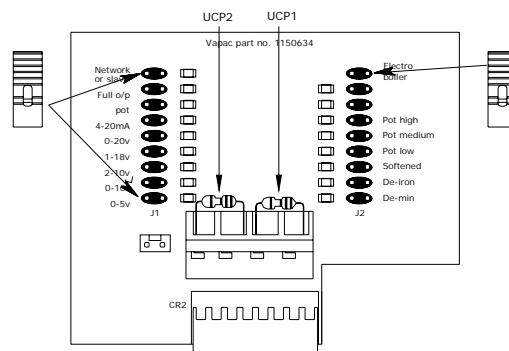 UCP2
UCP1
Vapac part no. 1150634
Network
or slave
Full o/p
pot
4-20mA
0-20v
1-18v
2-10v
0-10v
0-5v
J1
Electro
boiler
Pot high
Pot medium
Pot low
Softened
De-iron
De-min
J2
CR2